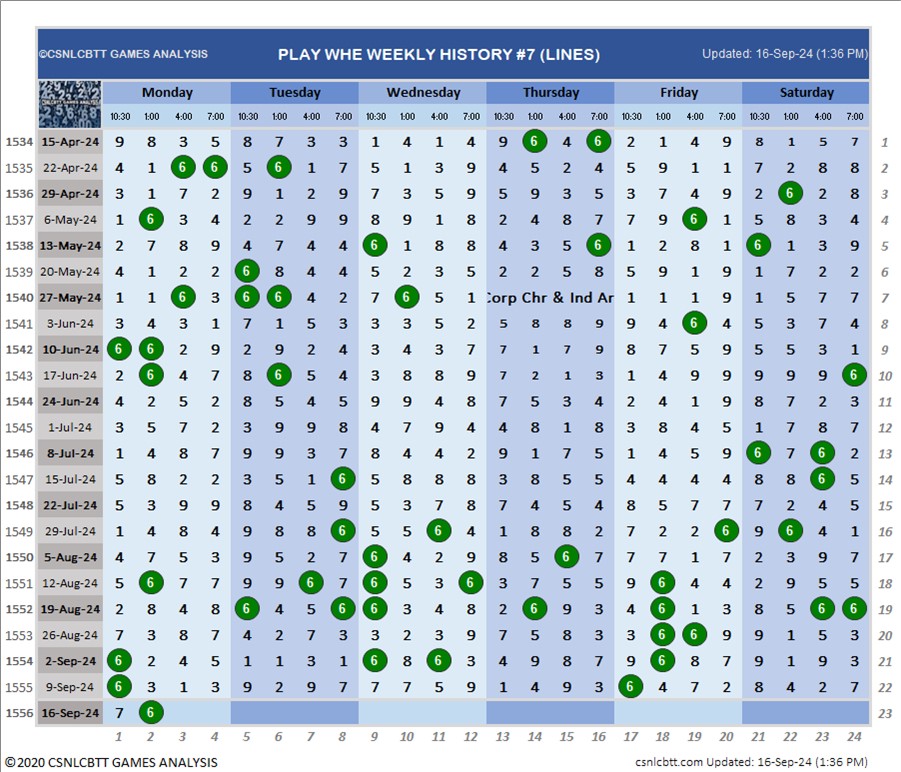 ©CSNLCBTT GAMES ANALYSIS PLAY WHE WEEKLY HISTORY #7 (LINES) Updated: 16-Sep-24 (1:36 PM)
CSNLCBTT GAMES ANALYSIS Monday Tuesday Wednesday Thursday Friday Saturday
10:30 1:00 4:00 7:00 10:30 1:00 4:00 7:00 10:30 1:00 4:00 7:00 10:30 1:00 4:00 7:00 10:30 1:00 4:00 7:00 10:30 1:00 4:00 7:00
1534 15-Apr-24 9 8 3 5 8 7 3 3 1 4 1 4 9 6 4 6 2 1 4 9 8 1 5 7 1
1535 22-Apr-24 4 1 6 6 5 6 1 7 5 1 3 9 4 5 2 4 5 9 1 1 7 2 8 8 2
1536 29-Apr-24 3 1 7 2 9 1 2 9 7 3 5 9 5 9 3 5 3 7 4 9 2 6 2 8 3
1537 6-May-24 1 6 3 4 2 2 9 9 8 9 1 8 2 4 8 7 7 9 6 1 5 8 3 4 4
1538 13-May-24 2 7 8 9 4 7 4 4 6 1 8 8 4 3 5 6 1 2 8 1 6 1 3 9 5
1539 20-May-24 4 1 2 2 6 8 4 4 5 2 3 5 2 2 5 8 5 9 1 9 1 7 2 2 6
1540 27-May-24 1 1 6 3 6 6 4 2 7 6 5 1 Corp Chr & Ind Ar 1 1 1 9 1 5 7 7 7
1541 3-Jun-24 3 4 3 1 7 1 5 3 3 3 5 2 5 8 8 9 9 4 6 4 5 3 7 4 8
1542 10-Jun-24 6 6 2 9 2 9 2 4 3 4 3 7 7 1 7 9 8 7 5 9 5 5 3 1 9
1543 17-Jun-24 2 6 4 7 8 6 5 4 3 8 8 9 7 2 1 3 1 4 9 9 9 9 9 6 10
1544 24-Jun-24 4 2 5 2 8 5 4 5 9 9 4 8 7 5 3 4 2 4 1 9 8 7 2 3 11
1545 1-Jul-24 3 5 7 2 3 9 9 8 4 7 9 4 4 8 1 8 3 8 4 5 1 7 8 7 12
1546 8-Jul-24 1 4 8 7 9 9 3 7 8 4 4 2 9 1 7 5 1 4 5 9 6 7 6 2 13
1547 15-Jul-24 5 8 2 2 3 5 1 6 5 8 8 8 3 8 5 5 4 4 4 4 8 8 6 5 14
1548 22-Jul-24 5 3 9 9 8 4 5 9 5 3 7 8 7 4 5 4 8 5 7 7 7 2 4 5 15
1549 29-Jul-24 1 4 8 4 9 8 8 6 5 5 6 4 1 8 8 2 7 2 2 6 9 6 4 1 16
1550 5-Aug-24 4 7 5 3 9 5 2 7 6 4 2 9 8 5 6 7 7 7 1 7 2 3 9 7 17
1551 12-Aug-24 5 6 7 7 9 9 6 7 6 5 3 6 3 7 5 5 9 6 4 4 2 9 5 5 18
1552 19-Aug-24 2 8 4 8 6 4 5 6 6 3 4 8 2 6 9 3 4 6 1 3 8 5 6 6 19
1553 26-Aug-24 7 3 8 7 4 2 7 3 3 2 3 9 7 5 8 3 3 6 6 9 9 1 5 3 20
1554 2-Sep-24 6 2 4 5 1 1 3 1 6 8 6 3 4 9 8 7 9 6 8 7 9 1 9 3 21
1555 9-Sep-24 6 3 1 3 9 2 9 7 7 7 5 9 1 4 9 3 6 4 7 2 8 4 2 7 22
1556 16-Sep-24 7 6 23
1 2 3 4 5 6 7 8 9 10 11 12 13 14 15 16 17 18 19 20 21 22 23 24
©2020 CSNLCBTT GAMES ANALYSIS csnlcbtt.com Updated: 16-Sep-24 (1:36 PM)